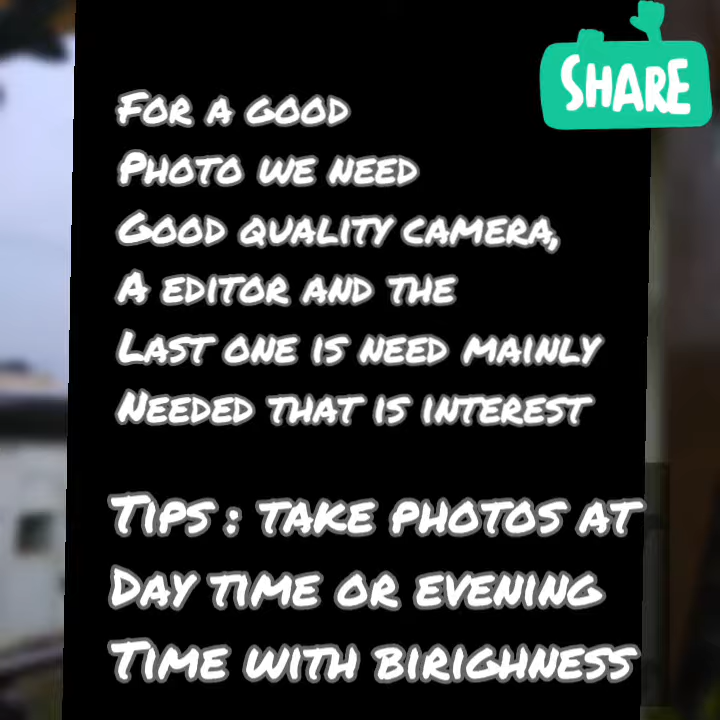 SHARE
FOR A GOOD
PHOTO WE NEED
GOOD QUALITY CAMERA,
A EDITOR AND THE
LAST ONE IS NEED MAINLY
NEEDED THAT IS INTEREST
TIPS : TAKE PHOTOS AT
DAY TIME OR EVENING
TIME WITH BIRIGHNESS